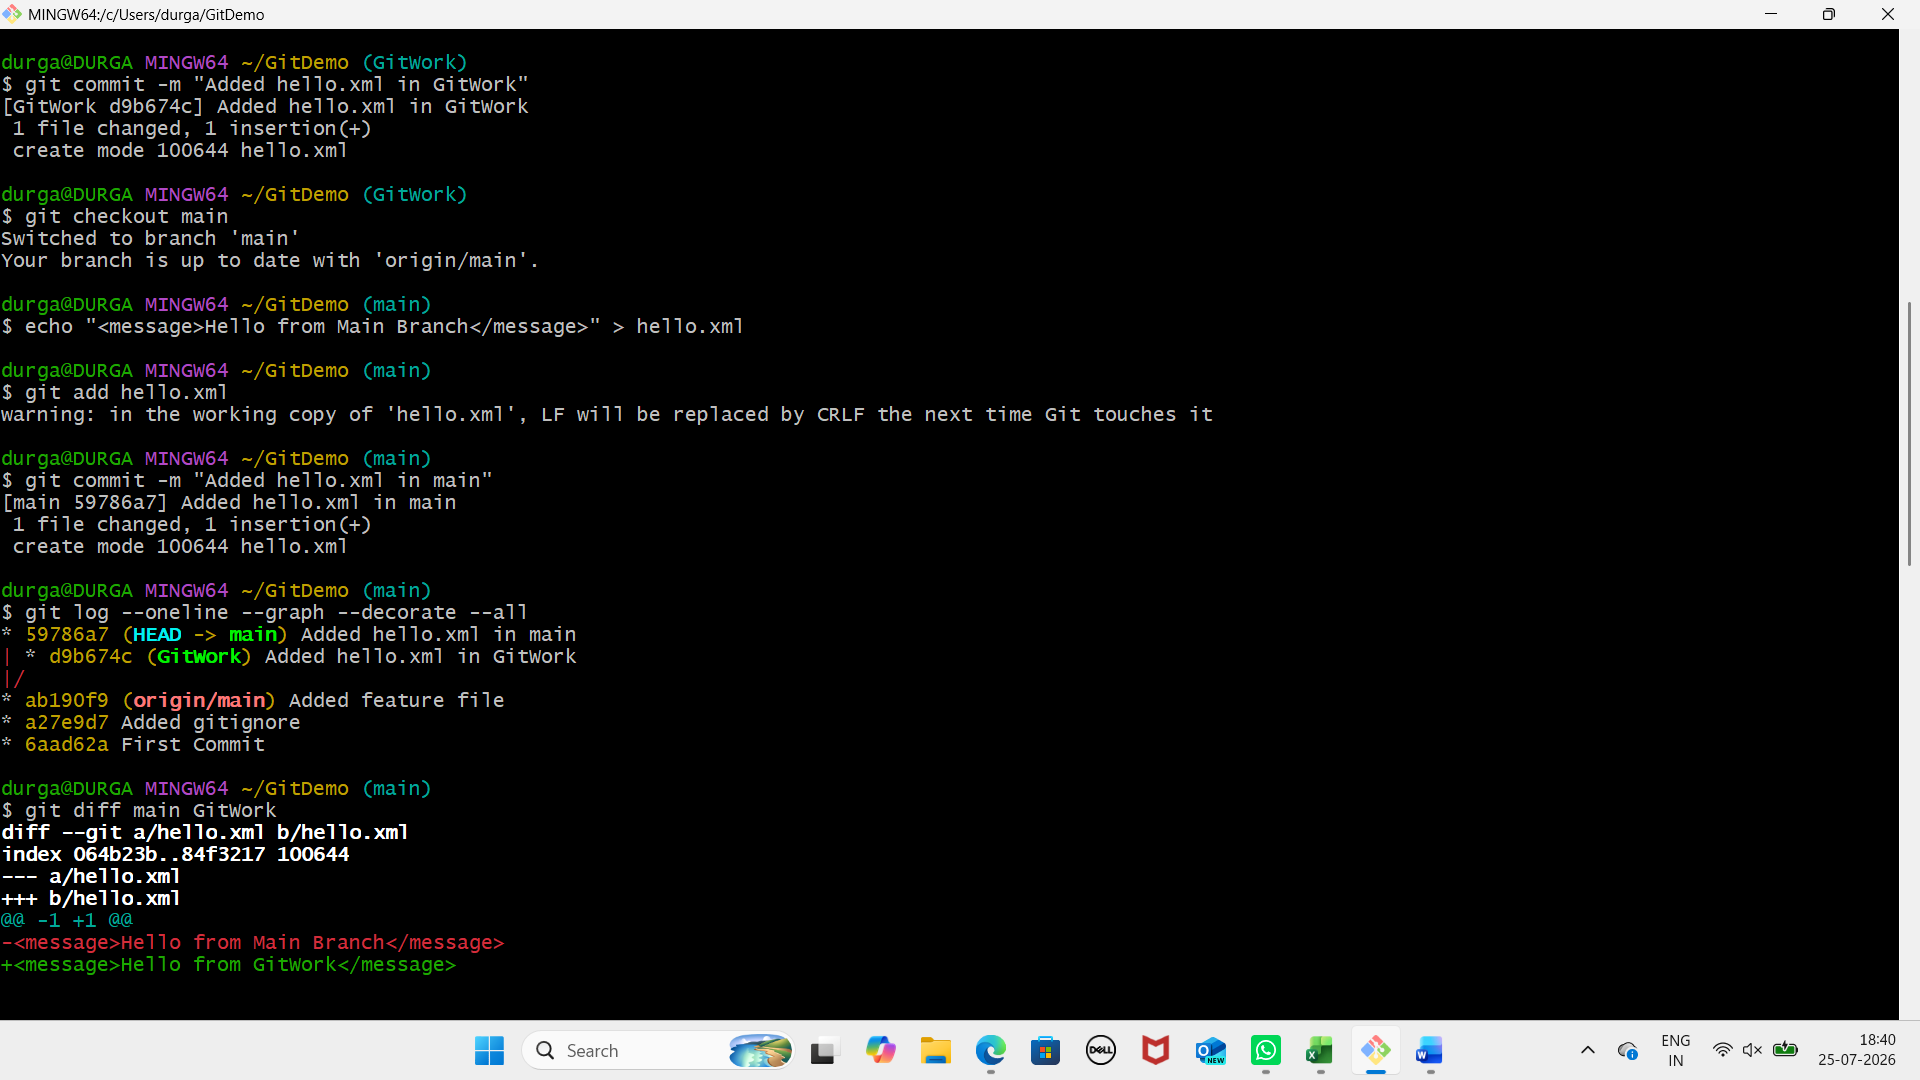 MINGW64:/c/Users/durga/GitDemo
durga@DURGA MINGW64 ~/GitDemo (GitWork)
$ git commit -m "Added hello.xml in GitWork"
[GitWork d9b674c] Added hello.xml in GitWork
 1 file changed, 1 insertion(+)
 create mode 100644 hello.xml
durga@DURGA MINGW64 ~/GitDemo (GitWork)
$ git checkout main
Switched to branch 'main'
Your branch is up to date with 'origin/main'.
durga@DURGA MINGW64 ~/GitDemo (main)
$ echo "<message>Hello from Main Branch</message>" > hello.xml
durga@DURGA MINGW64 ~/GitDemo (main)
$ git add hello.xml
warning: in the working copy of 'hello.xml', LF will be replaced by CRLF the next time Git touches it
durga@DURGA MINGW64 ~/GitDemo (main)
$ git commit -m "Added hello.xml in main"
[main 59786a7] Added hello.xml in main
 1 file changed, 1 insertion(+)
 create mode 100644 hello.xml
durga@DURGA MINGW64 ~/GitDemo (main)
$ git log --oneline --graph --decorate --all
* 59786a7 (HEAD -> main) Added hello.xml in main
| * d9b674c (GitWork) Added hello.xml in GitWork
|/
* ab190f9 (origin/main) Added feature file
* a27e9d7 Added gitignore
* 6aad62a First Commit
durga@DURGA MINGW64 ~/GitDemo (main)
$ git diff main GitWork
diff --git a/hello.xml b/hello.xml
index 064b23b..84f3217 100644
--- a/hello.xml
+++ b/hello.xml
@@ -1 +1 @@
-<message>Hello from Main Branch</message>
+<message>Hello from GitWork</message>
Search
DELL
NEW
ENG
IN
18:40
25-07-2026